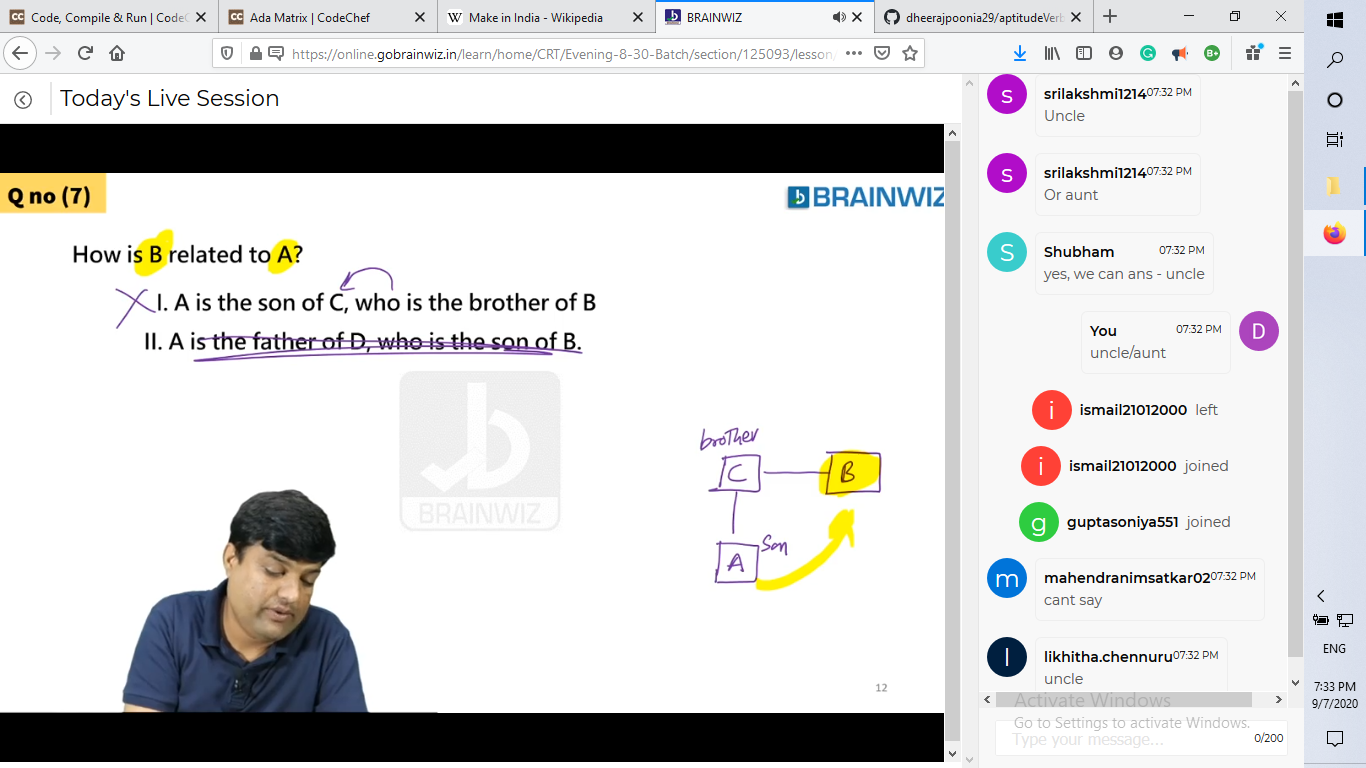 Code, Compile & Run | CodeC
Ada Matrix | CodeChef
Make in India - Wikipedia
BRAINWIZ
dheerajpoonia29/aptitudeVerb
https://online.gobrainwiz.in/learn/home/CRT/Evening-8-30-Batch/section/125093/lesson/
Today's Live Session
Q no (7)
BRAINWIZ
How is B related to A?
I. A is the son of C, who is the brother of B
II. A is the father of D, who is the son of B.
BRAINWIZ
brother
C
B
A
Son
12
srilakshmi1214 07:32 PM
Uncle
srilakshmi1214 07:32 PM
Or aunt
Shubham 07:32 PM
yes, we can ans - uncle
You 07:32 PM
uncle/aunt
ismail21012000 left
ismail21012000 joined
guptasoniya551 joined
mahendranimsatkar02 07:32 PM
cant say
likhitha.chennuru 07:32 PM
uncle
Activate Windows
Go to Settings to activate Windows.
Type your message...
0/200
ENG
7:33 PM
9/7/2020